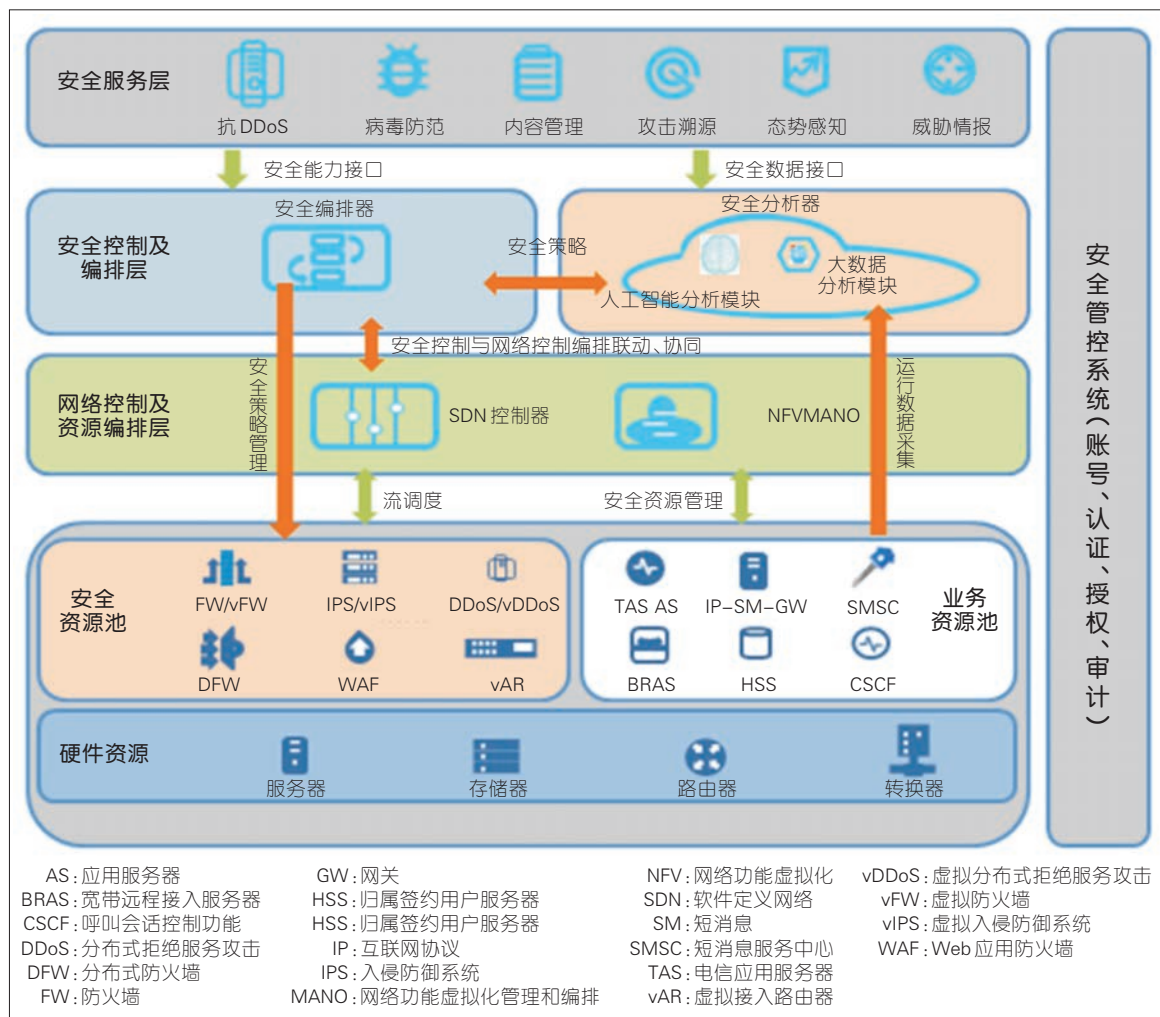 安全服务层
抗DDoS
病毒防范
内容管理
攻击溯源
态势感知
威胁情报
安全能力接口
安全数据接口
安全控制及
编排层
安全编排器
安全策略
安全分析器
人工智能分析模块
大数据
分析模块
安全控制与网络控制编排联动、协同
安全策略管理
运行数据采集
网络控制及
资源编排层
SDN 控制器
NFVMANO
流调度
安全资源管理
安全
资源池
FW/vFW
IPS/vIPS
DDoS/vDDoS
DFW
WAF
vAR
TAS AS
IP-SM-GW
SMSC
业务
资源池
BRAS
HSS
CSCF
硬件资源
服务器
存储器
路由器
转换器
安全管控系统(账号、认证、授权、审计)
AS:应用服务器
BRAS:宽带远程接入服务器
CSCF:呼叫会话控制功能
DDoS:分布式拒绝服务攻击
DFW:分布式防火墙
FW:防火墙
GW:网关
HSS:归属签约用户服务器
HSS:归属签约用户服务器
IP:互联网协议
IPS:入侵防御系统
MANO:网络功能虚拟化管理和编排
NFV:网络功能虚拟化
SDN:软件定义网络
SM:短消息
SMSC:短消息服务中心
TAS:电信应用服务器
vAR:虚拟接入路由器
vDDoS:虚拟分布式拒绝服务攻击
vFW:虚拟防火墙
vIPS:虚拟入侵防御系统
WAF:Web 应用防火墙